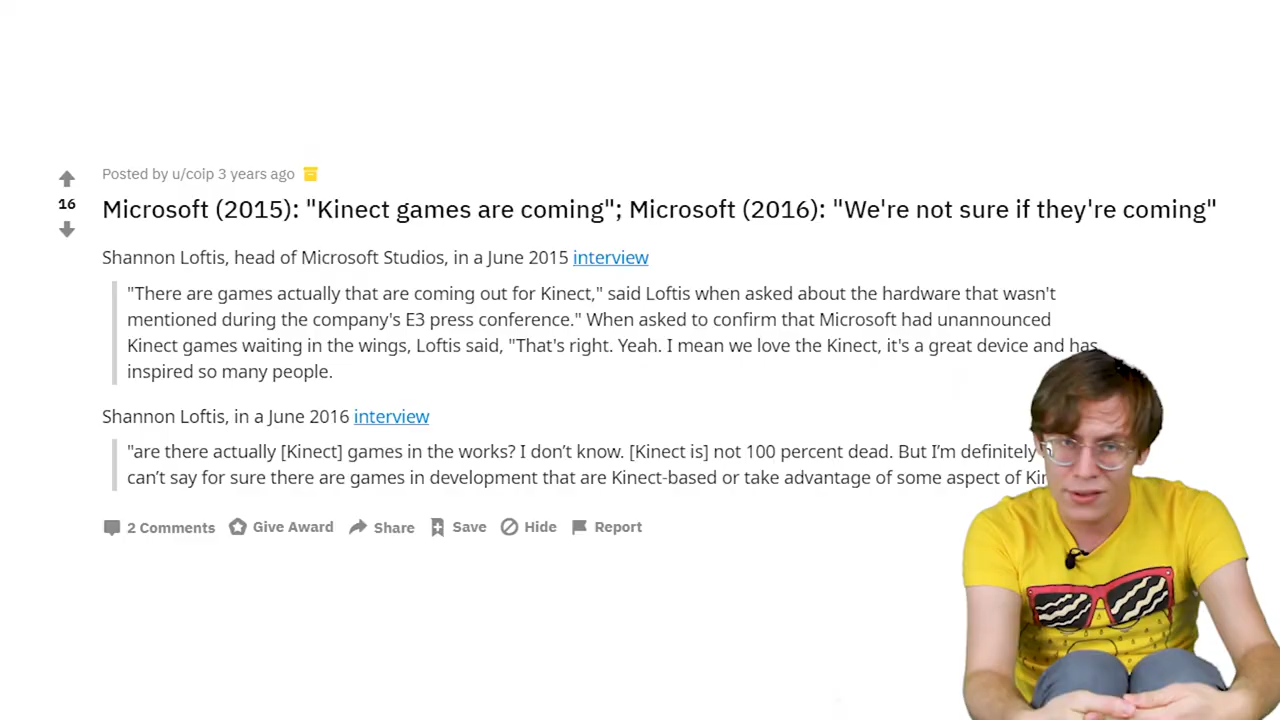 Posted by u/coip 3 years ago
16
Microsoft (2015): "Kinect games are coming"; Microsoft (2016): "We're not sure if they're coming"
Shannon Loftis, head of Microsoft Studios, in a June 2015 interview
"There are games actually that are coming out for Kinect," said Loftis when asked about the hardware that wasn't
mentioned during the company's E3 press conference." When asked to confirm that Microsoft had unannounced
Kinect games waiting in the wings, Loftis said, "That's right. Yeah. I mean we love the Kinect, it's a great device and has
inspired so many people.
Shannon Loftis, in a June 2016 interview
"are there actually [Kinect] games in the works? I don’t know. [Kinect is] not 100 percent dead. But I’m definitely
can’t say for sure there are games in development that are Kinect-based or take advantage of some aspect of
2 Comments Give Award Share Save Hide Report